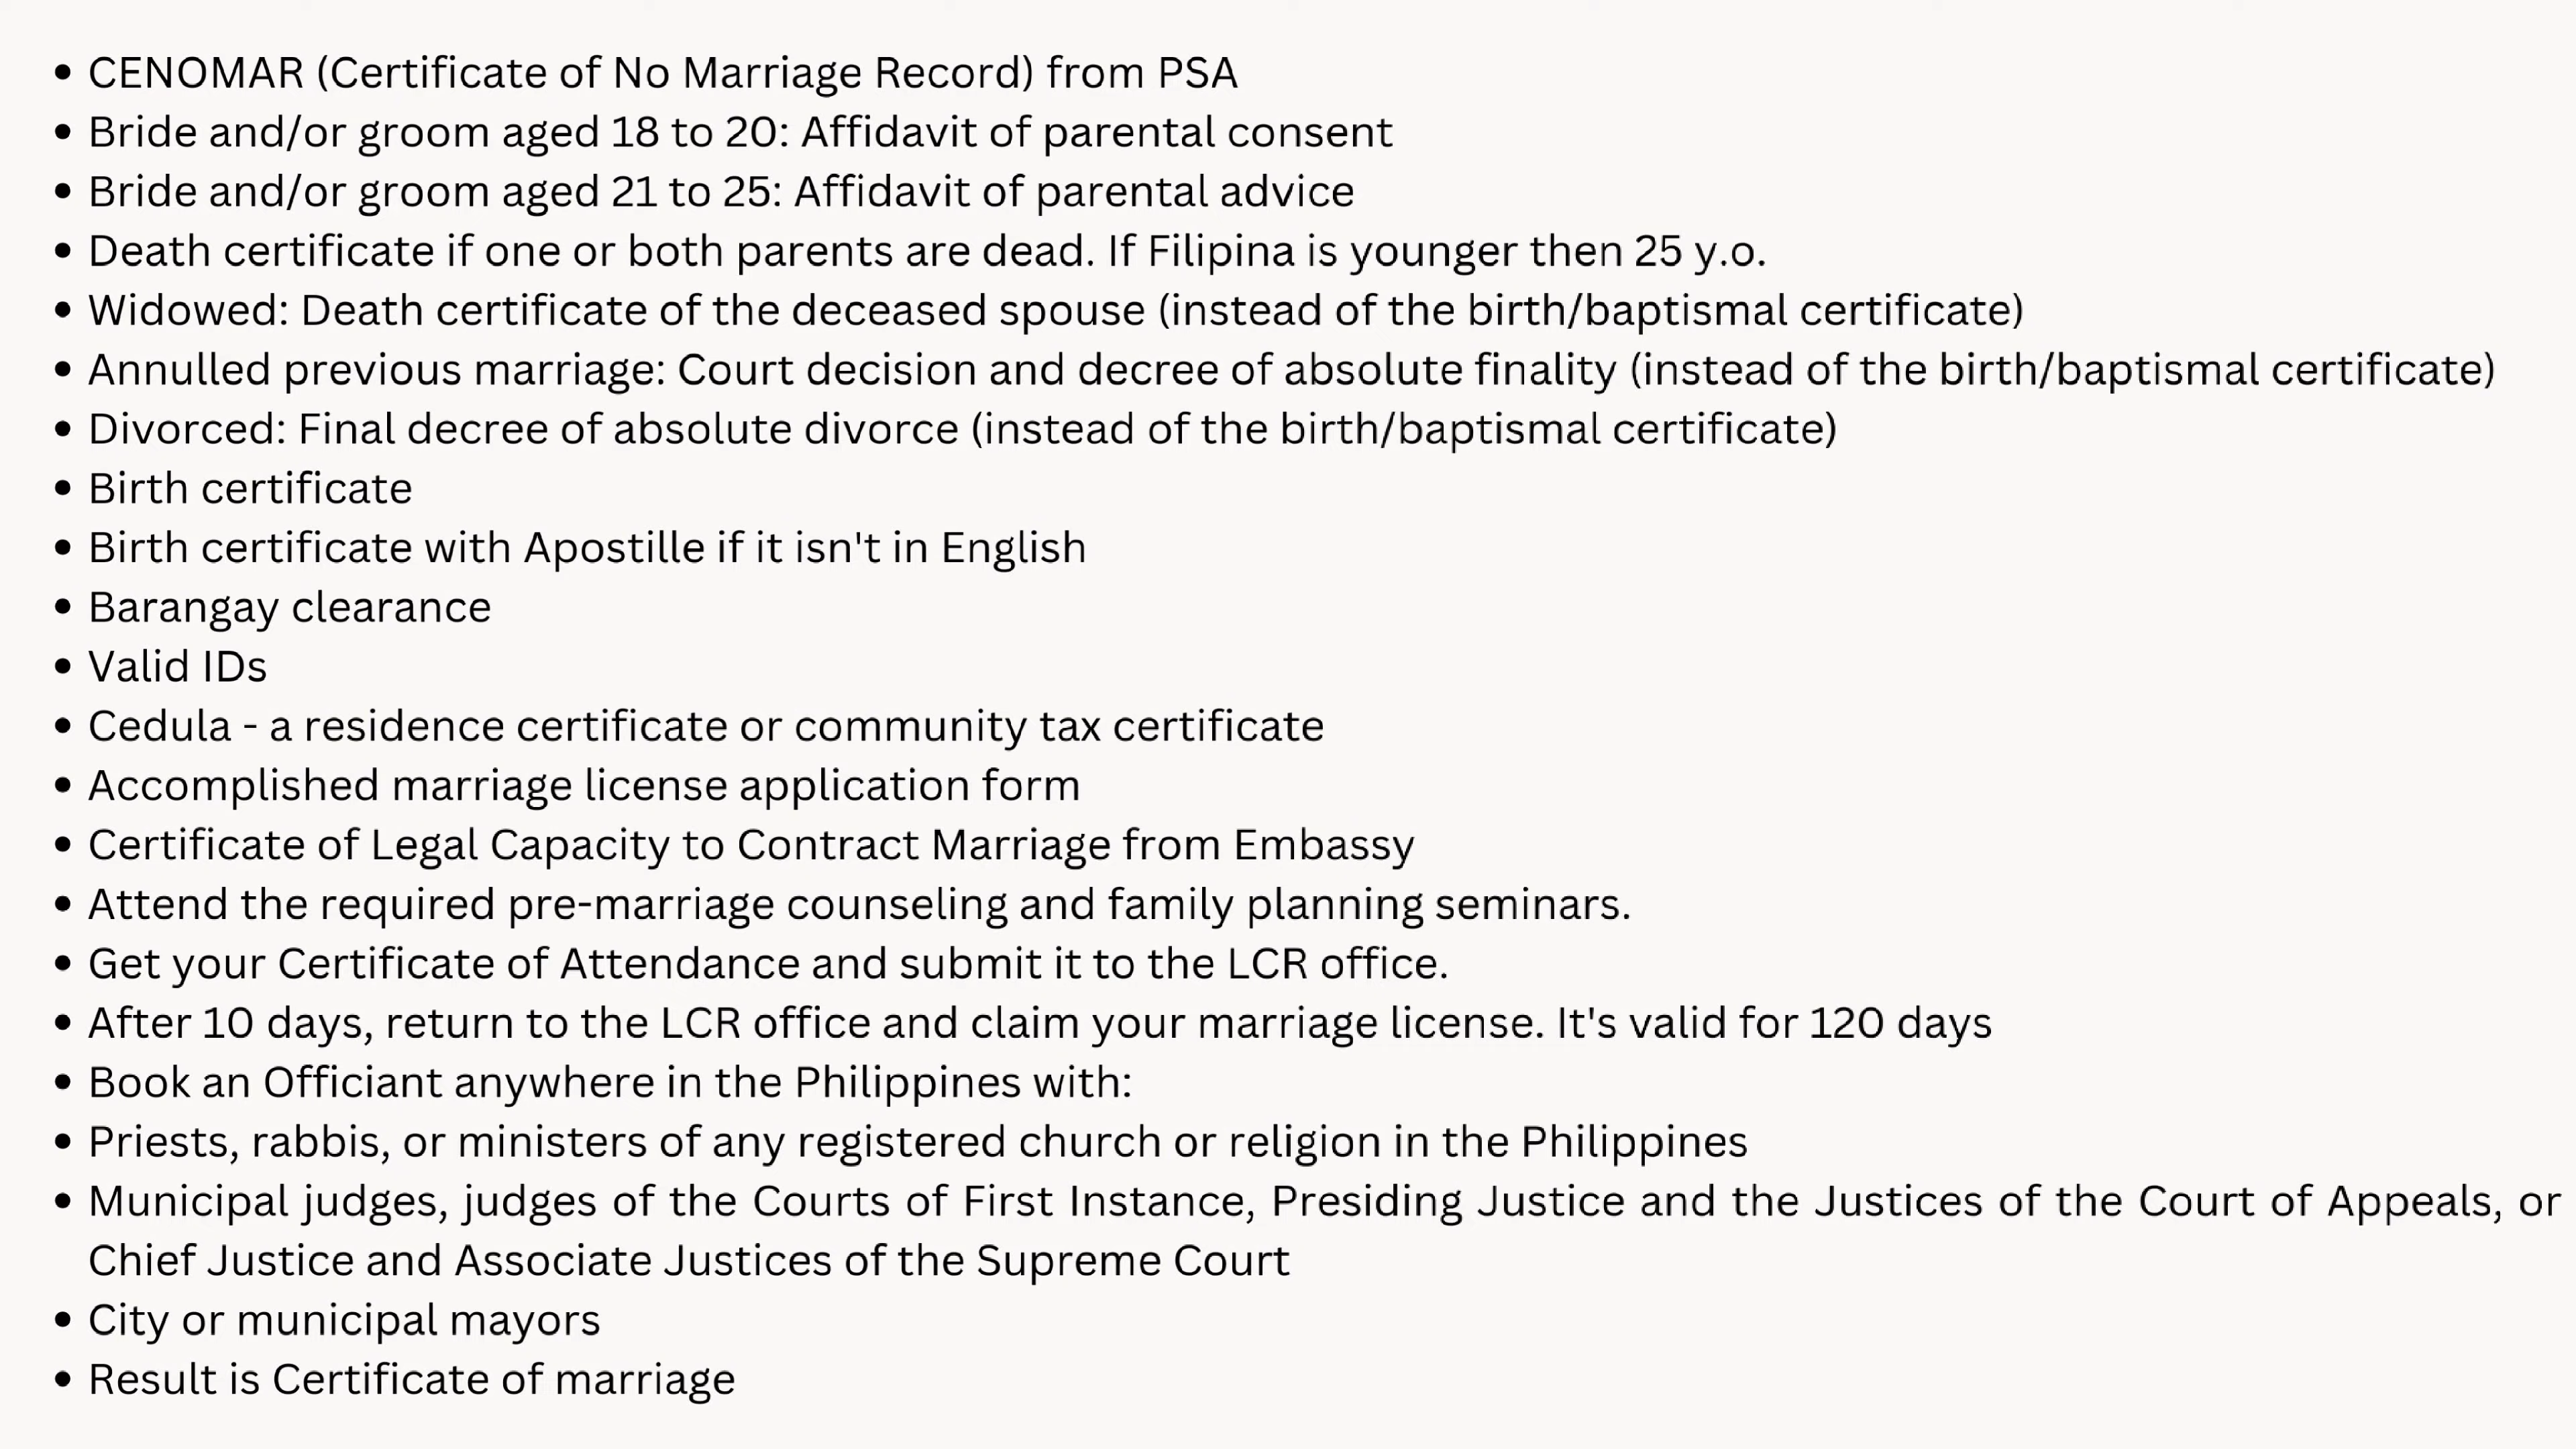 • CENOMAR (Certificate of No Marriage Record) from PSA
• Bride and/or groom aged 18 to 20: Affidavit of parental consent
• Bride and/or groom aged 21 to 25: Affidavit of parental advice
• Death certificate if one or both parents are dead. If Filipina is younger then 25 y.o.
• Widowed: Death certificate of the deceased spouse (instead of the birth/baptismal certificate)
• Annulled previous marriage: Court decision and decree of absolute finality (instead of the birth/baptismal certificate)
• Divorced: Final decree of absolute divorce (instead of the birth/baptismal certificate)
• Birth certificate
• Birth certificate with Apostille if it isn't in English
• Barangay clearance
• Valid IDs
• Cedula - a residence certificate or community tax certificate
• Accomplished marriage license application form
• Certificate of Legal Capacity to Contract Marriage from Embassy
• Attend the required pre-marriage counseling and family planning seminars.
• Get your Certificate of Attendance and submit it to the LCR office.
• After 10 days, return to the LCR office and claim your marriage license. It's valid for 120 days
• Book an Officiant anywhere in the Philippines with:
• Priests, rabbis, or ministers of any registered church or religion in the Philippines
• Municipal judges, judges of the Courts of First Instance, Presiding Justice and the Justices of the Court of Appeals, or
Chief Justice and Associate Justices of the Supreme Court
• City or municipal mayors
• Result is Certificate of marriage